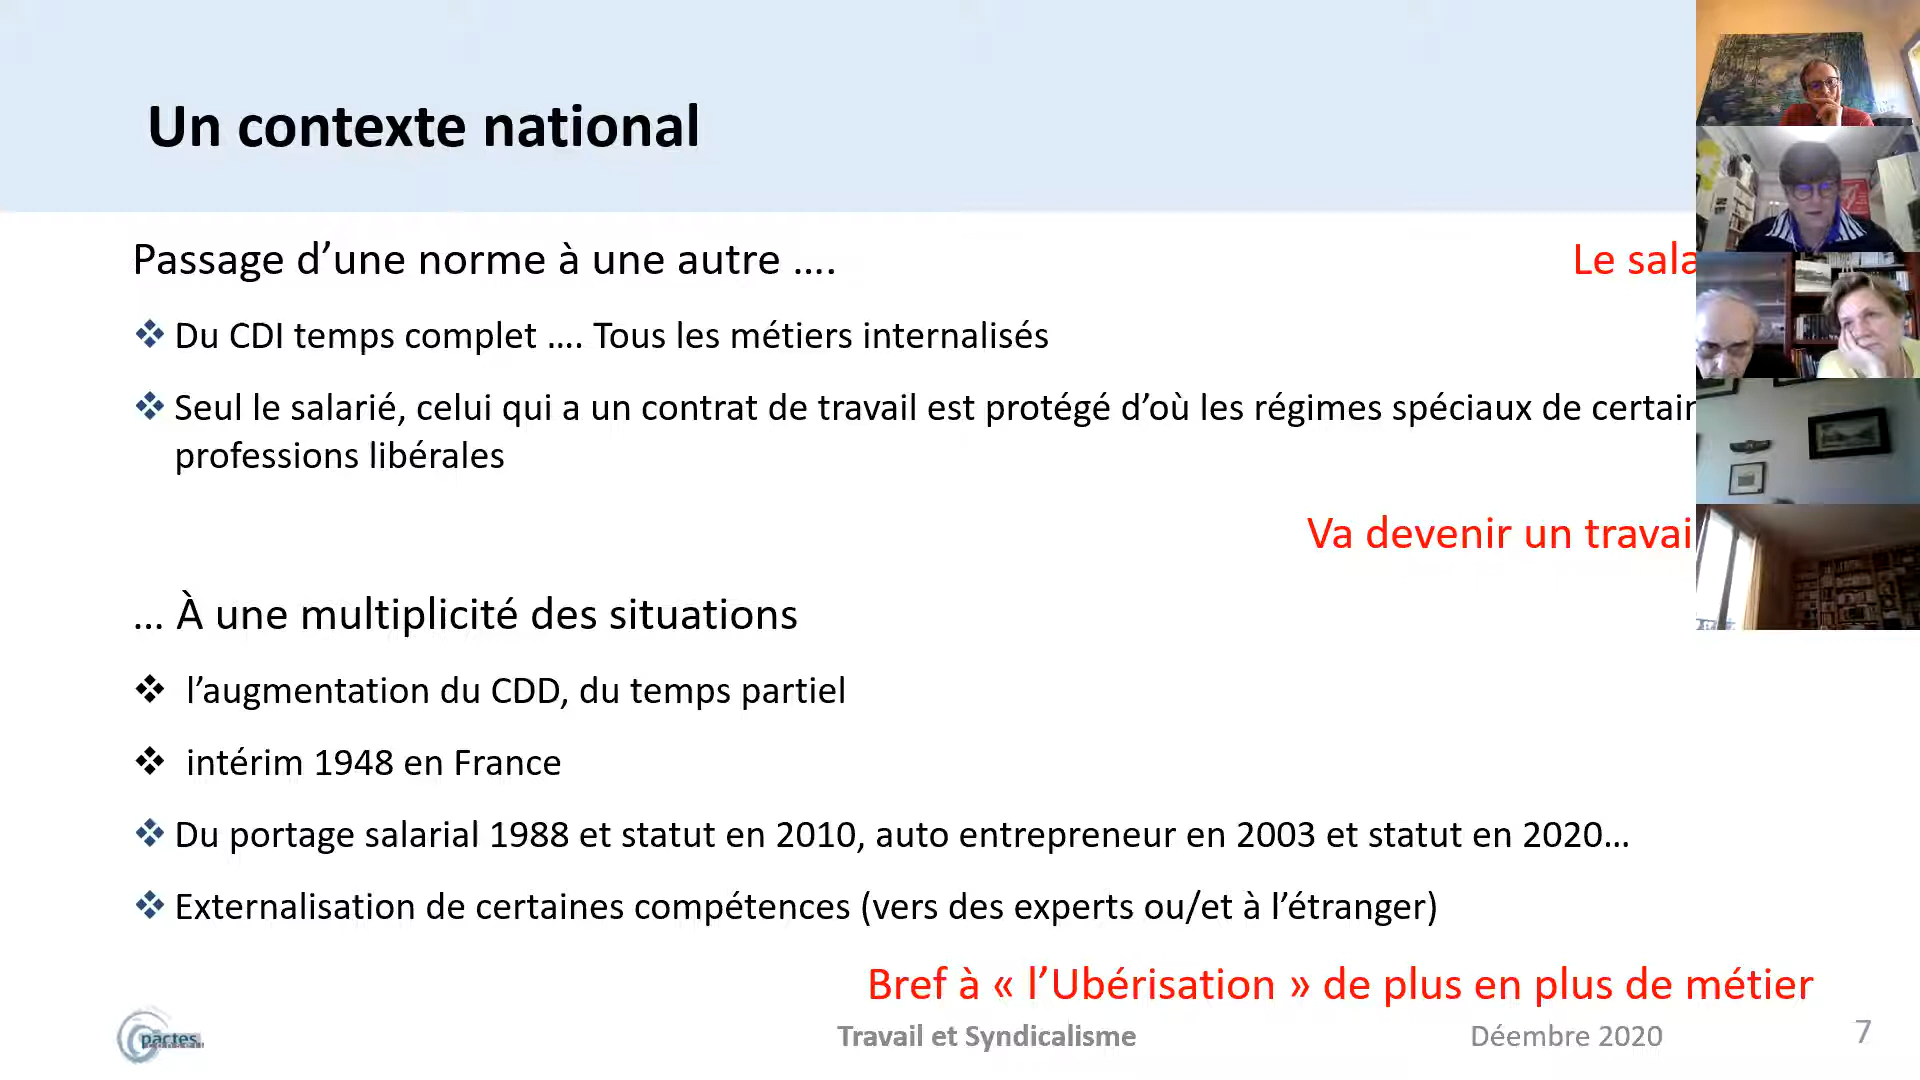 Un contexte national
Passage d’une norme à une autre ....
Le
❖ Du CDI temps complet .... Tous les métiers internalisés
❖ Seul le salarié, celui qui a un contrat de travail est protégé d’où les régimes spéciaux de
professions libérales
Va devenir un
... À une multiplicité des situations
❖ l’augmentation du CDD, du temps partiel
❖ intérim 1948 en France
❖ Du portage salarial 1988 et statut en 2010, auto entrepreneur en 2003 et statut en 2020...
❖ Externalisation de certaines compétences (vers des experts ou/et à l’étranger)
Bref à « l’Ubérisation » de plus en plus de métier
pactes
conseil
Travail et Syndicalisme
Déembre 2020
7